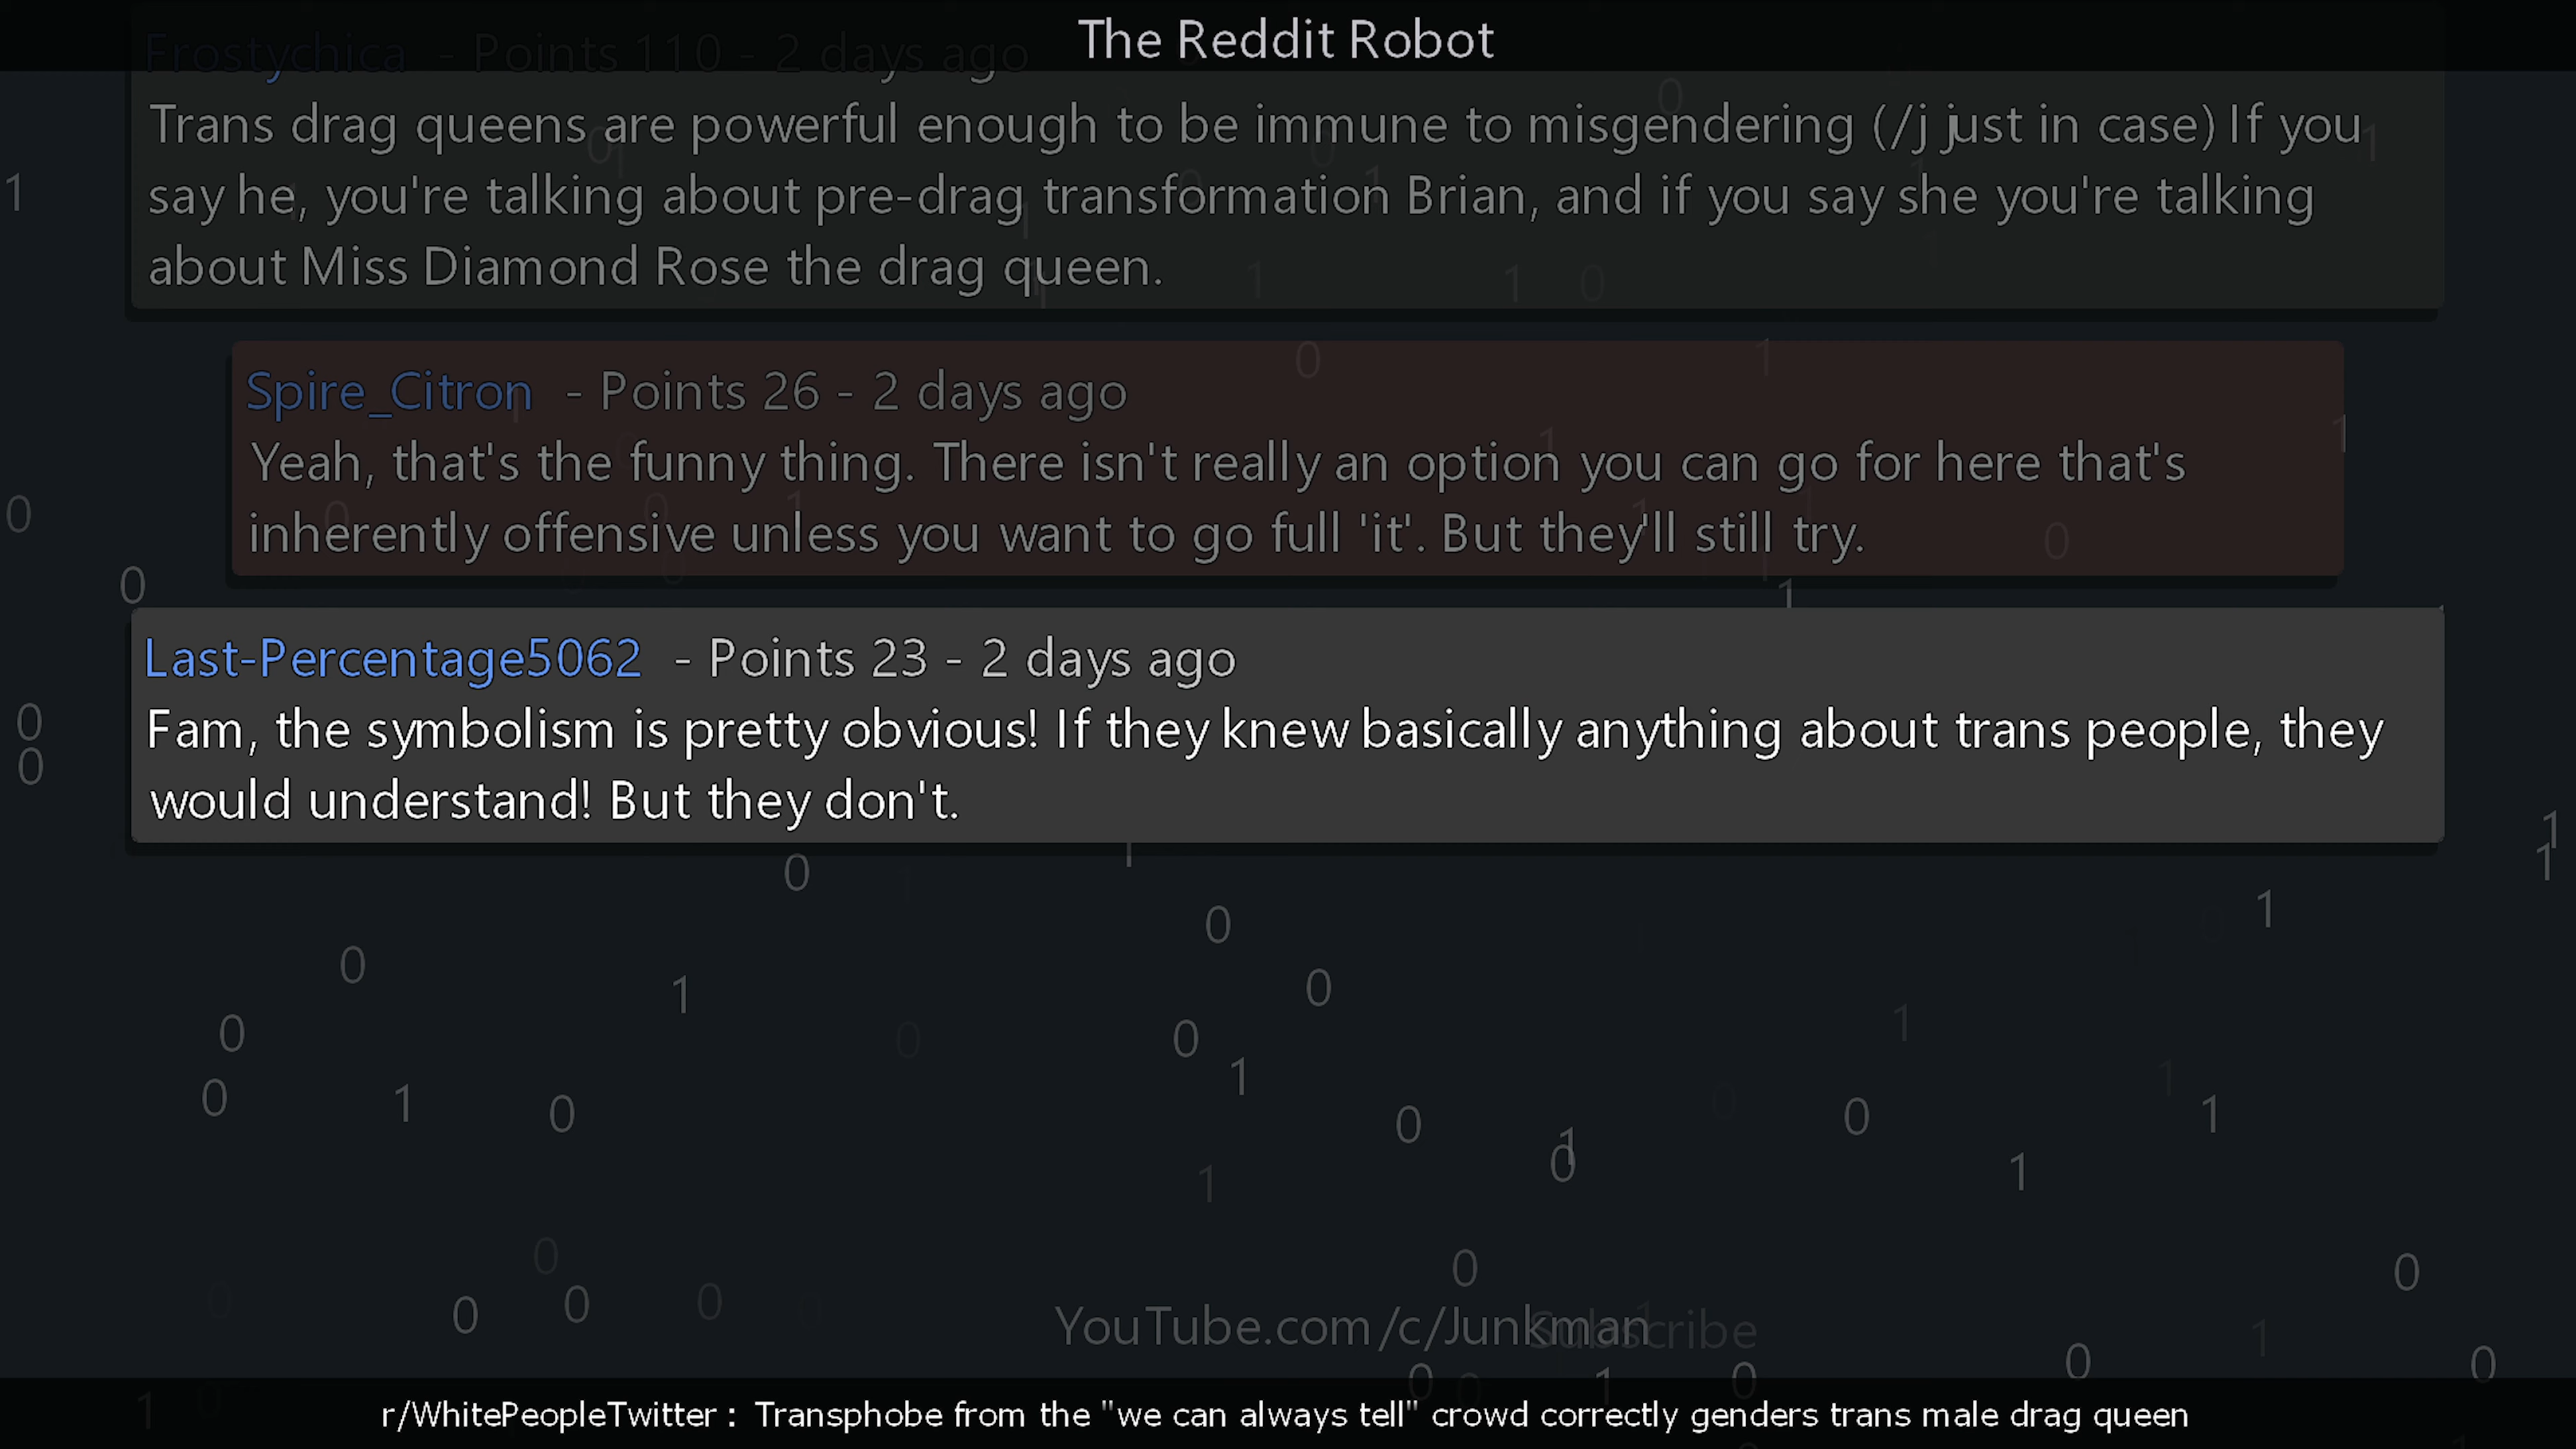 The Reddit Robot
Frostychica - Points 110 - 2 days ago
Trans drag queens are powerful enough to be immune to misgendering (/j just in case) If you
say he, you're talking about pre-drag transformation Brian, and if you say she you're talking
about Miss Diamond Rose the drag queen.
Spire_Citron - Points 26 - 2 days ago
Yeah, that's the funny thing. There isn't really an option you can go for here that's
inherently offensive unless you want to go full 'it'. But they'll still try.
Last-Percentage5062 - Points 23 - 2 days ago
Fam, the symbolism is pretty obvious! If they knew basically anything about trans people, they
would understand! But they don't.
YouTube.com/c/Junkman
Subscribe
r/WhitePeopleTwitter : Transphobe from the "we can always tell" crowd correctly genders trans male drag queen